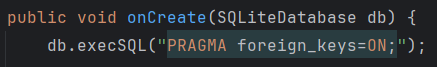 public void onCreate(SQLiteDatabase db) {
db.execSQL("PRAGMA foreign_keys=ON;");